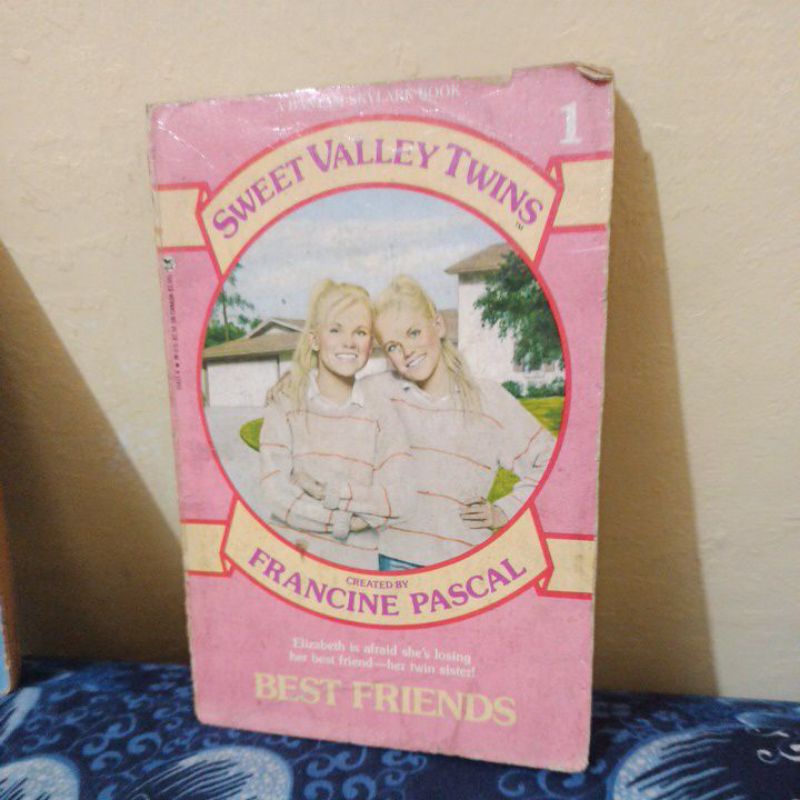 A BANTAM SKYLARK BOOK
1
SWEET VALLEY TWINS
TM
CREATED BY
FRANCINE PASCAL
Elizabeth is afraid she's losing
her best friend—her twin sister!
BEST FRIENDS